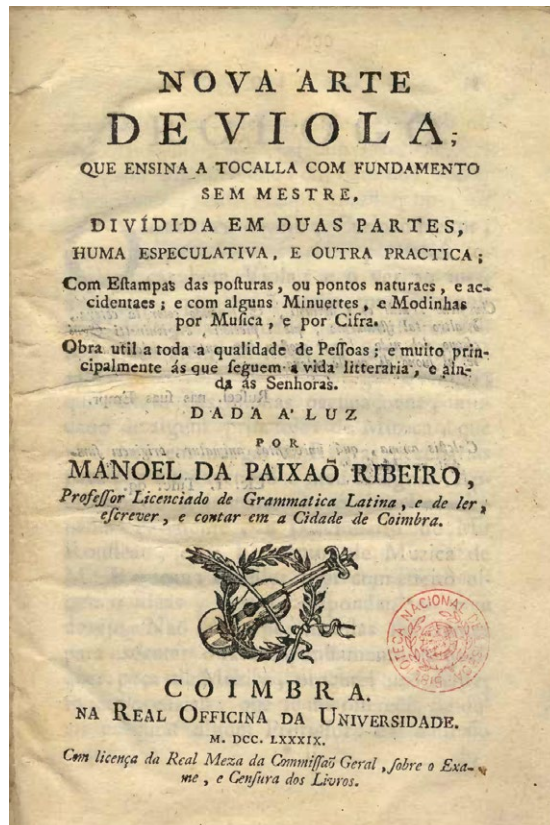 NOVA ARTE
DE VIOLA;
QUE ENSINA A TOCALLA COM FUNDAMENTO
SEM MESTRE,
DIVÍDIDA EM DUAS PARTES,
HUMA ESPECULATIVA, E OUTRA PRACTICA;
Com Eſtampas das poſturas, ou pontos naturaes, e ac-
cidentaes; e com alguns Minuettes, e Modinhas
por Muſica, e por Cifra.
Obra util a toda a qualidade de Peſſoas; e muito prin-
cipalmente ás que ſeguem a vida litteraria, e ain-
da ás Senhoras.
DADA A' LUZ
POR
MANOEL DA PAIXAÕ RIBEIRO,
Profeſſor Licenciado de Grammatica Latina, e de ler,
eſcrever, e contar em a Cidade de Coimbra.
COIMBRA.
NA REAL OFFICINA DA UNIVERSIDADE.
M. DCC. LXXXIX.
Com licença da Real Meza da Commiſſaõ Geral, ſobre o Exa-
me, e Cenſura dos Livros.
NACIONAL